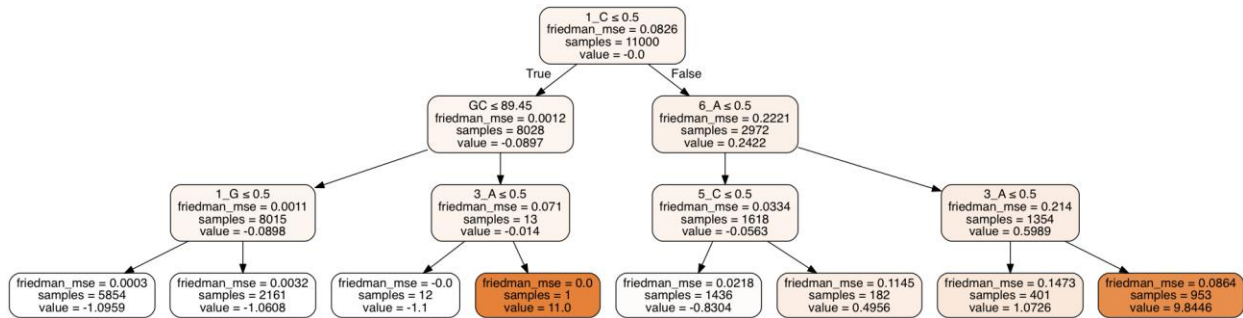 1_C ≤ 0.5
friedman_mse = 0.0826
samples = 11000
value = -0.0
True
False
GC ≤ 89.45
friedman_mse = 0.0012
samples = 8028
value = -0.0897
6_A ≤ 0.5
friedman_mse = 0.2221
samples = 2972
value = 0.2422
1_G ≤ 0.5
friedman_mse = 0.0011
samples = 8015
value = -0.0898
3_A ≤ 0.5
friedman_mse = 0.071
samples = 13
value = -0.014
5_C ≤ 0.5
friedman_mse = 0.0334
samples = 1618
value = -0.0563
3_A ≤ 0.5
friedman_mse = 0.214
samples = 1354
value = 0.5989
friedman_mse = 0.0003
samples = 5854
value = -1.0959
friedman_mse = 0.0032
samples = 2161
value = -1.0608
friedman_mse = -0.0
samples = 12
value = -1.1
friedman_mse = 0.0
samples = 1
value = 11.0
friedman_mse = 0.0218
samples = 1436
value = -0.8304
friedman_mse = 0.1145
samples = 182
value = 0.4956
friedman_mse = 0.1473
samples = 401
value = 1.0726
friedman_mse = 0.0864
samples = 953
value = 9.8446